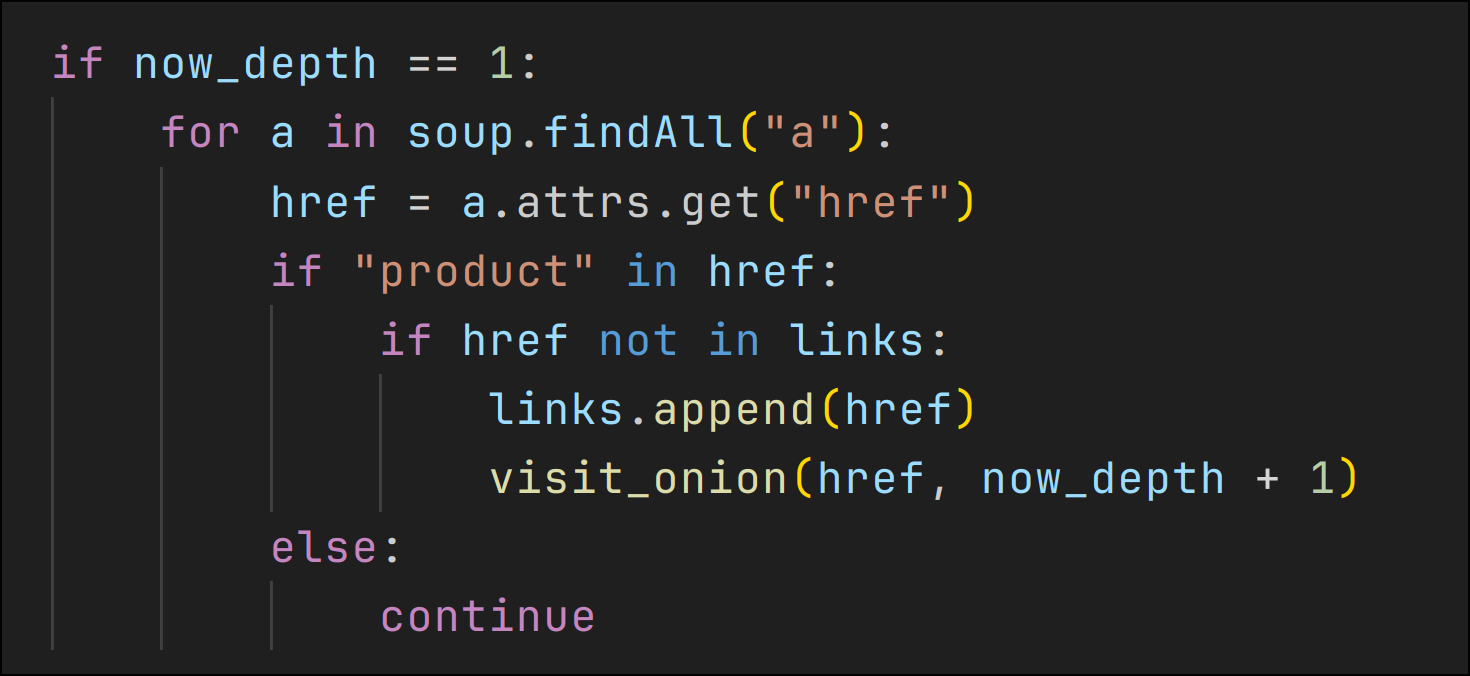 if now_depth == 1:
    for a in soup.findAll("a"):
        href = a.attrs.get("href")
        if "product" in href:
            if href not in links:
                links.append(href)
                visit_onion(href, now_depth + 1)
        else:
            continue